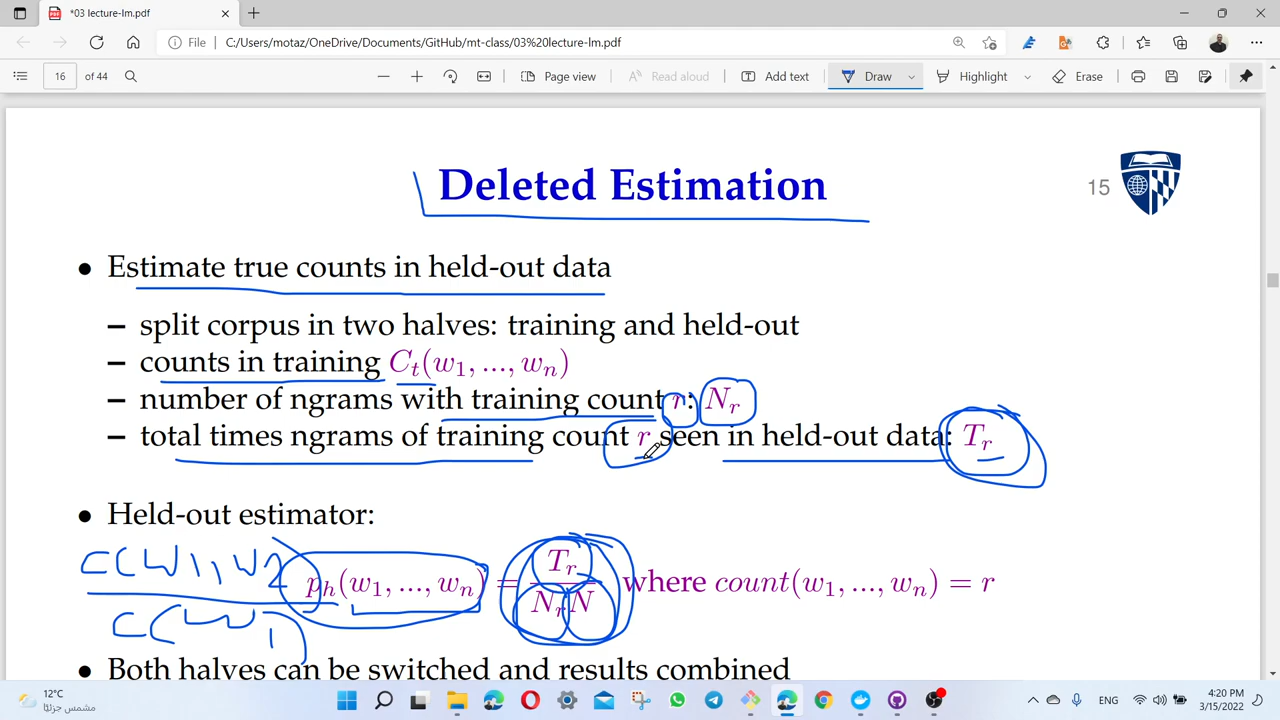 *03 lecture-lm.pdf
File C:/Users/motaz/OneDrive/Documents/GitHub/mt-class/03%20lecture-lm.pdf
16 of 44 Page view Read aloud Add text Draw Highlight Erase
Deleted Estimation
15
● Estimate true counts in held-out data
– split corpus in two halves: training and held-out
– counts in training C_t(w_1, ..., w_n)
– number of ngrams with training count r: N_r
– total times ngrams of training count r seen in held-out data: T_r
● Held-out estimator:
C(W1, W2
C(W1)
p_h(w_1, ..., w_n) = T_r / N_r N where count(w_1, ..., w_n) = r
● Both halves can be switched and results combined
12°C
مشمس جزئيًا
ENG
4:20 PM
3/15/2022